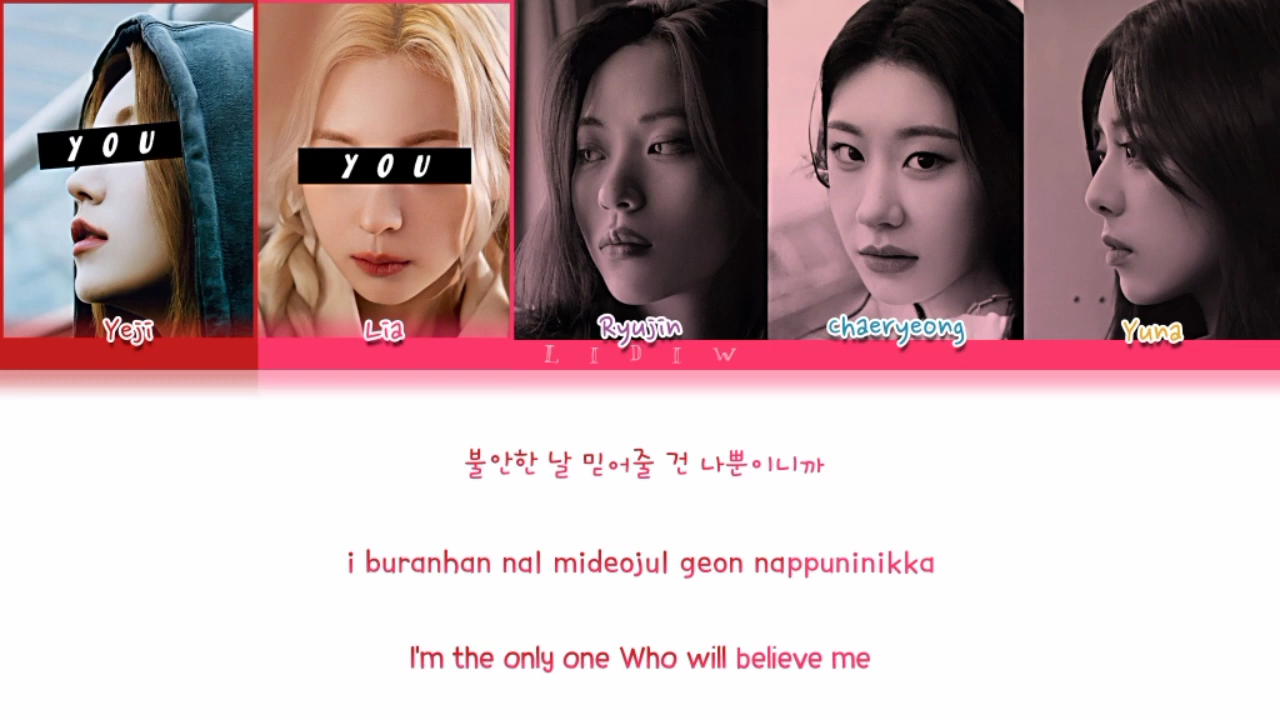 YOU
YOU
Yeji
Lia
Ryujin
chaeryeong
Yuna
LIDIW
불안한 날 믿어줄 건 나뿐이니까
i buranhan nal mideojul geon nappuninikka
I'm the only one Who will believe me